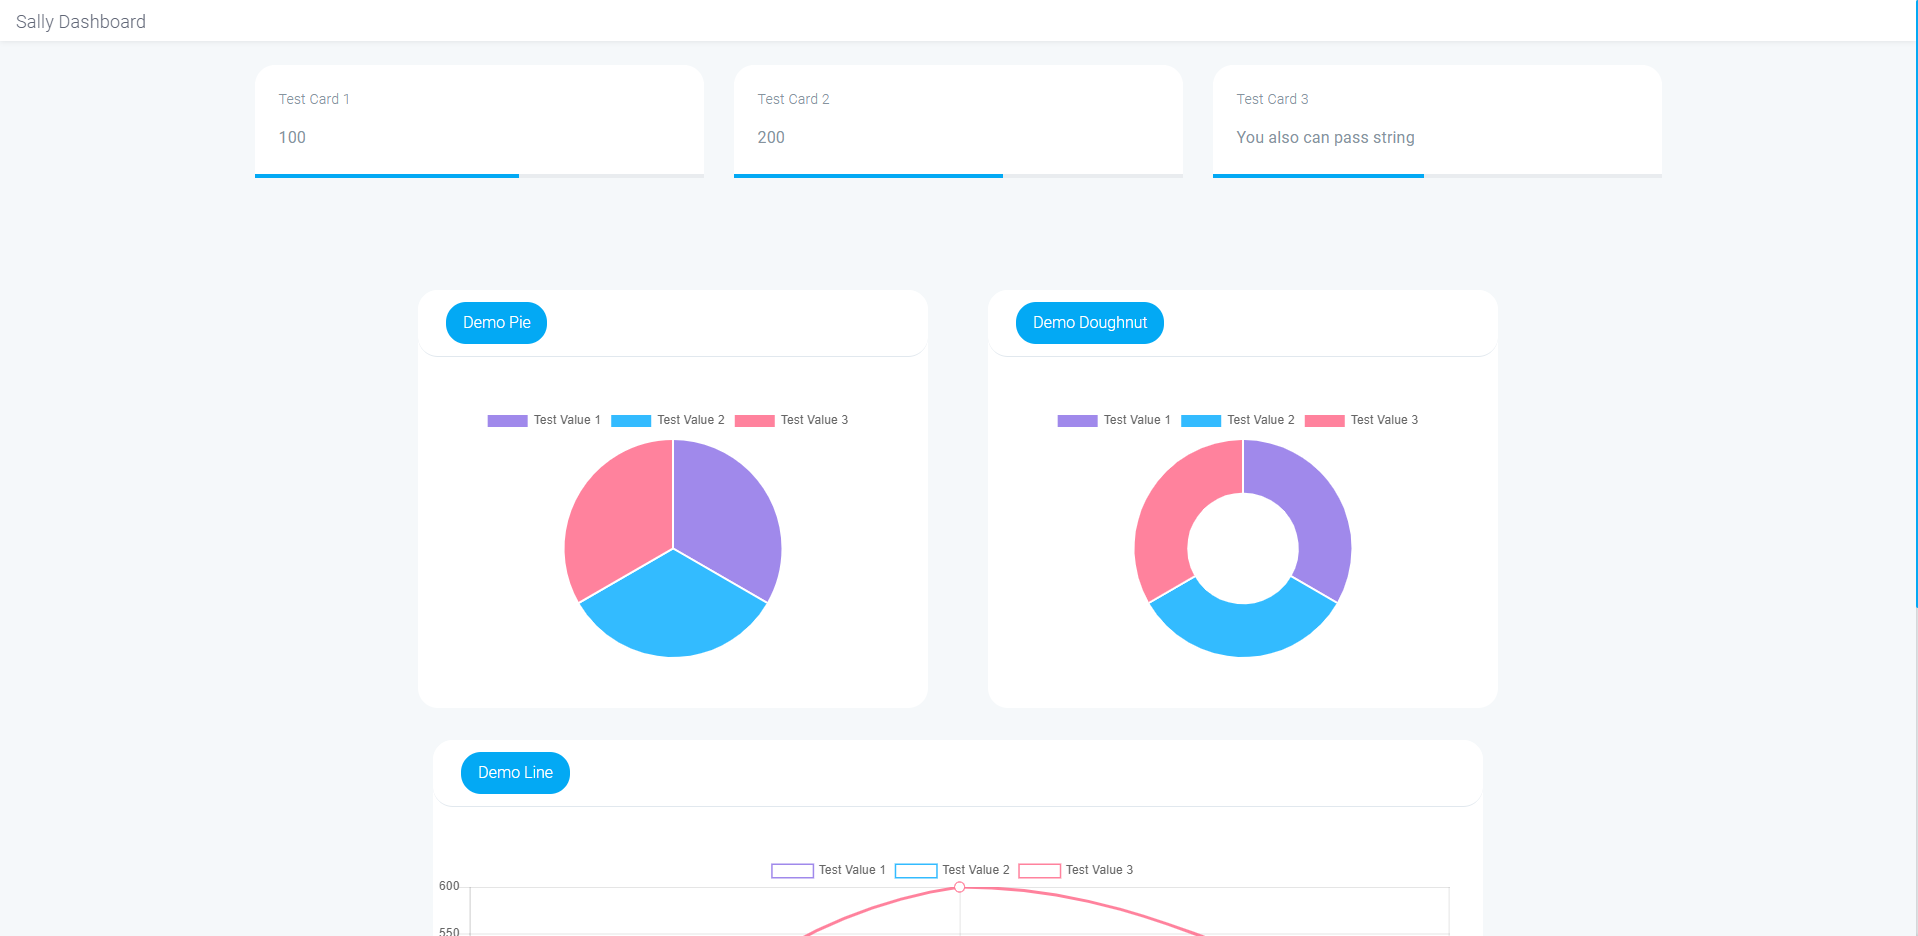 Sally Dashboard
Test Card 1
100
Test Card 2
200
Test Card 3
You also can pass string
Demo Pie
Test Value 1 Test Value 2 Test Value 3
Demo Doughnut
Test Value 1 Test Value 2 Test Value 3
Demo Line
Test Value 1 Test Value 2 Test Value 3
600
550